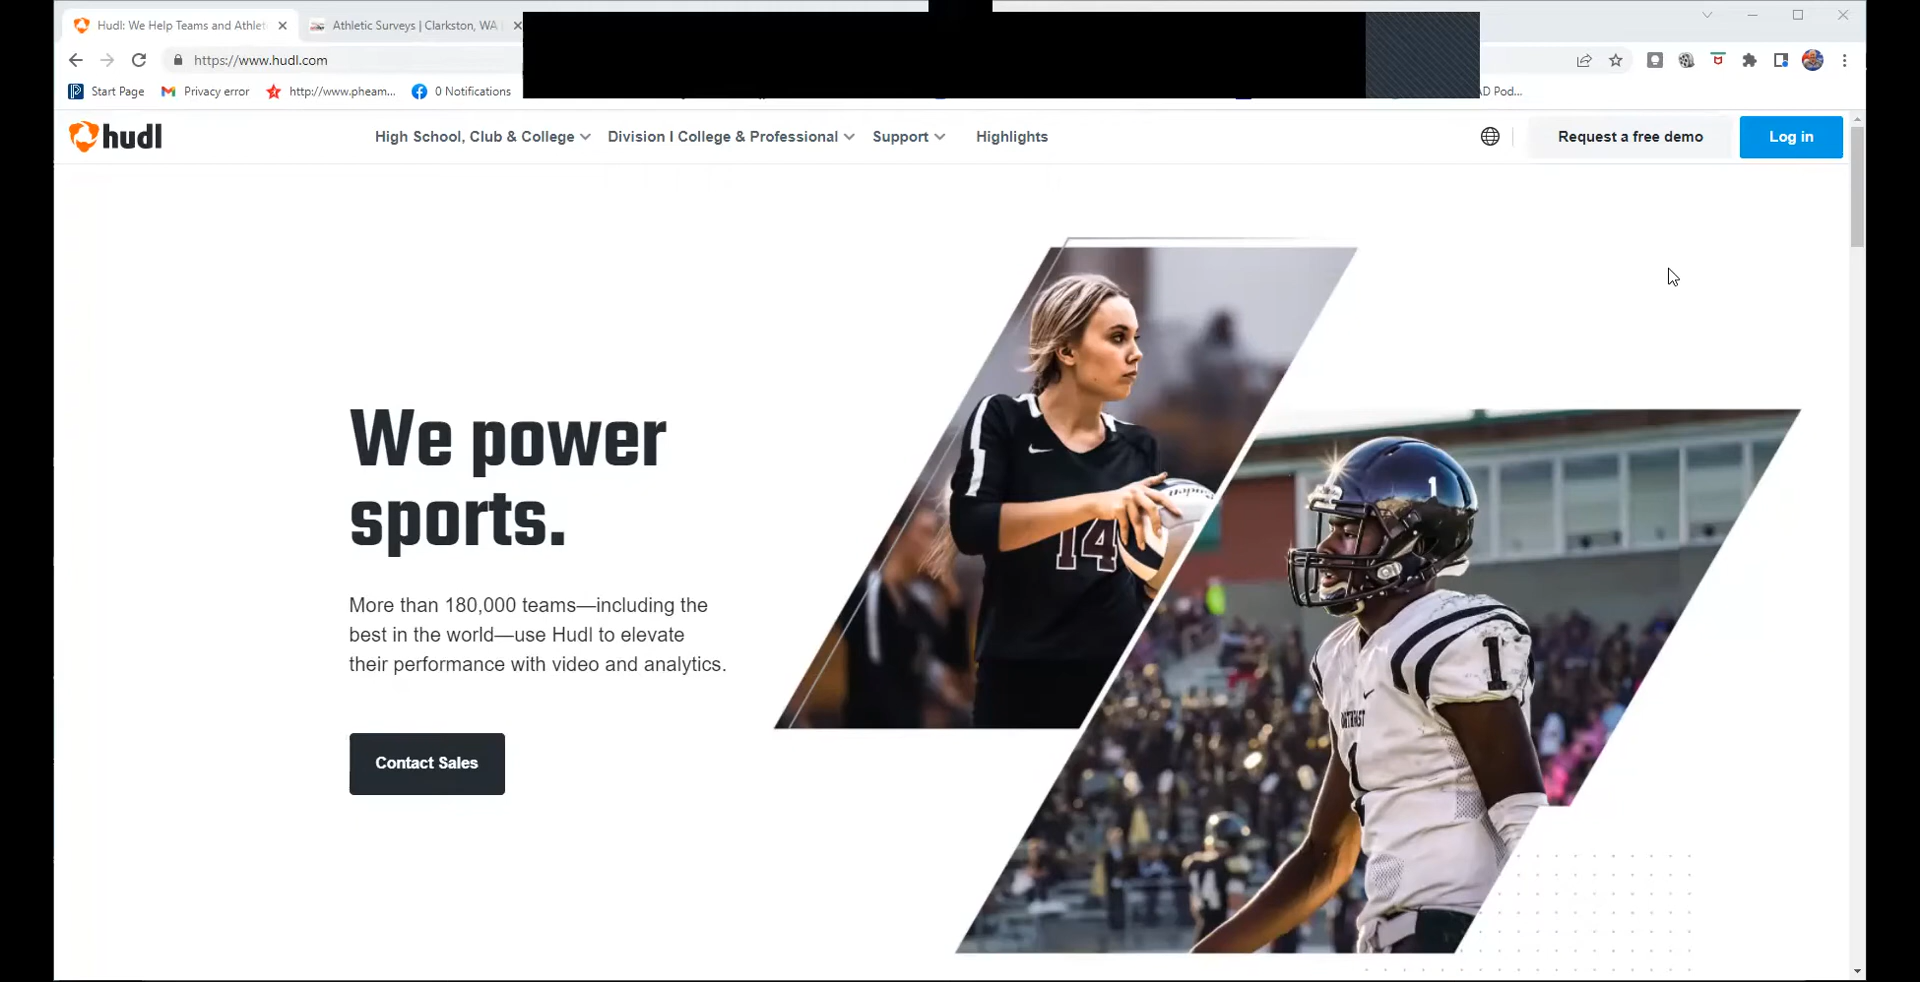 Hudl: We Help Teams and Athlet
Athletic Surveys | Clarkston, WA
https://www.hudl.com
Start Page
Privacy error
http://www.pheam...
0 Notifications
D Pod...
hudl
High School, Club & College
Division I College & Professional
Support
Highlights
Request a free demo
Log in
We power
sports.
More than 180,000 teams—including the
best in the world—use Hudl to elevate
their performance with video and analytics.
Contact Sales
14
1
1
1
14